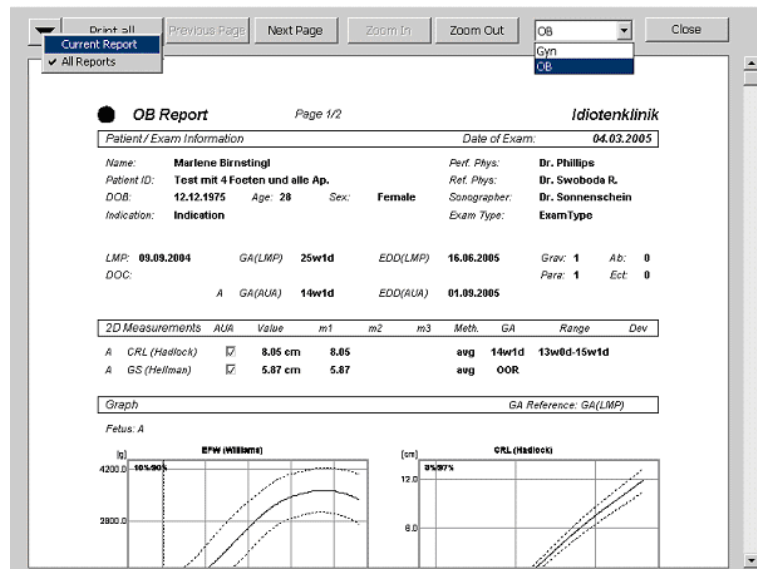 Print all Previous Page Next Page Zoom In Zoom Out OB Close
Current Report
All Reports
Gyn
OB
OB Report Page 1/2 Idiotenklinik
Patient / Exam Information Date of Exam: 04.03.2005
Name: Marlene Birnstingl Perf. Phys: Dr. Phillips
Patient ID: Test mit 4 Foeten und alle Ap. Ref. Phys: Dr. Swoboda R.
DOB: 12.12.1975 Age: 28 Sex: Female Sonographer: Dr. Sonnenschein
Indication: Indication Exam Type: ExamType
LMP: 09.09.2004 GA(LMP) 25w1d EDD(LMP) 16.06.2005 Grav: 1 Ab: 0
DOC: Para: 1 Ect: 0
A GA(AUA) 14w1d EDD(AUA) 01.09.2005
2D Measurements AUA Value m1 m2 m3 Meth. GA Range Dev
A CRL (Hadlock) 8.05 cm 8.05 avg 14w1d 13w0d-15w1d
A GS (Hellman) 5.87 cm 5.87 avg OOR
Graph GA Reference: GA(LMP)
Fetus: A
[g] EFW (Williams) [cm] CRL (Hadlock)
4200.0 10%/90% 3%/97%
12.0
2800.0
6.0